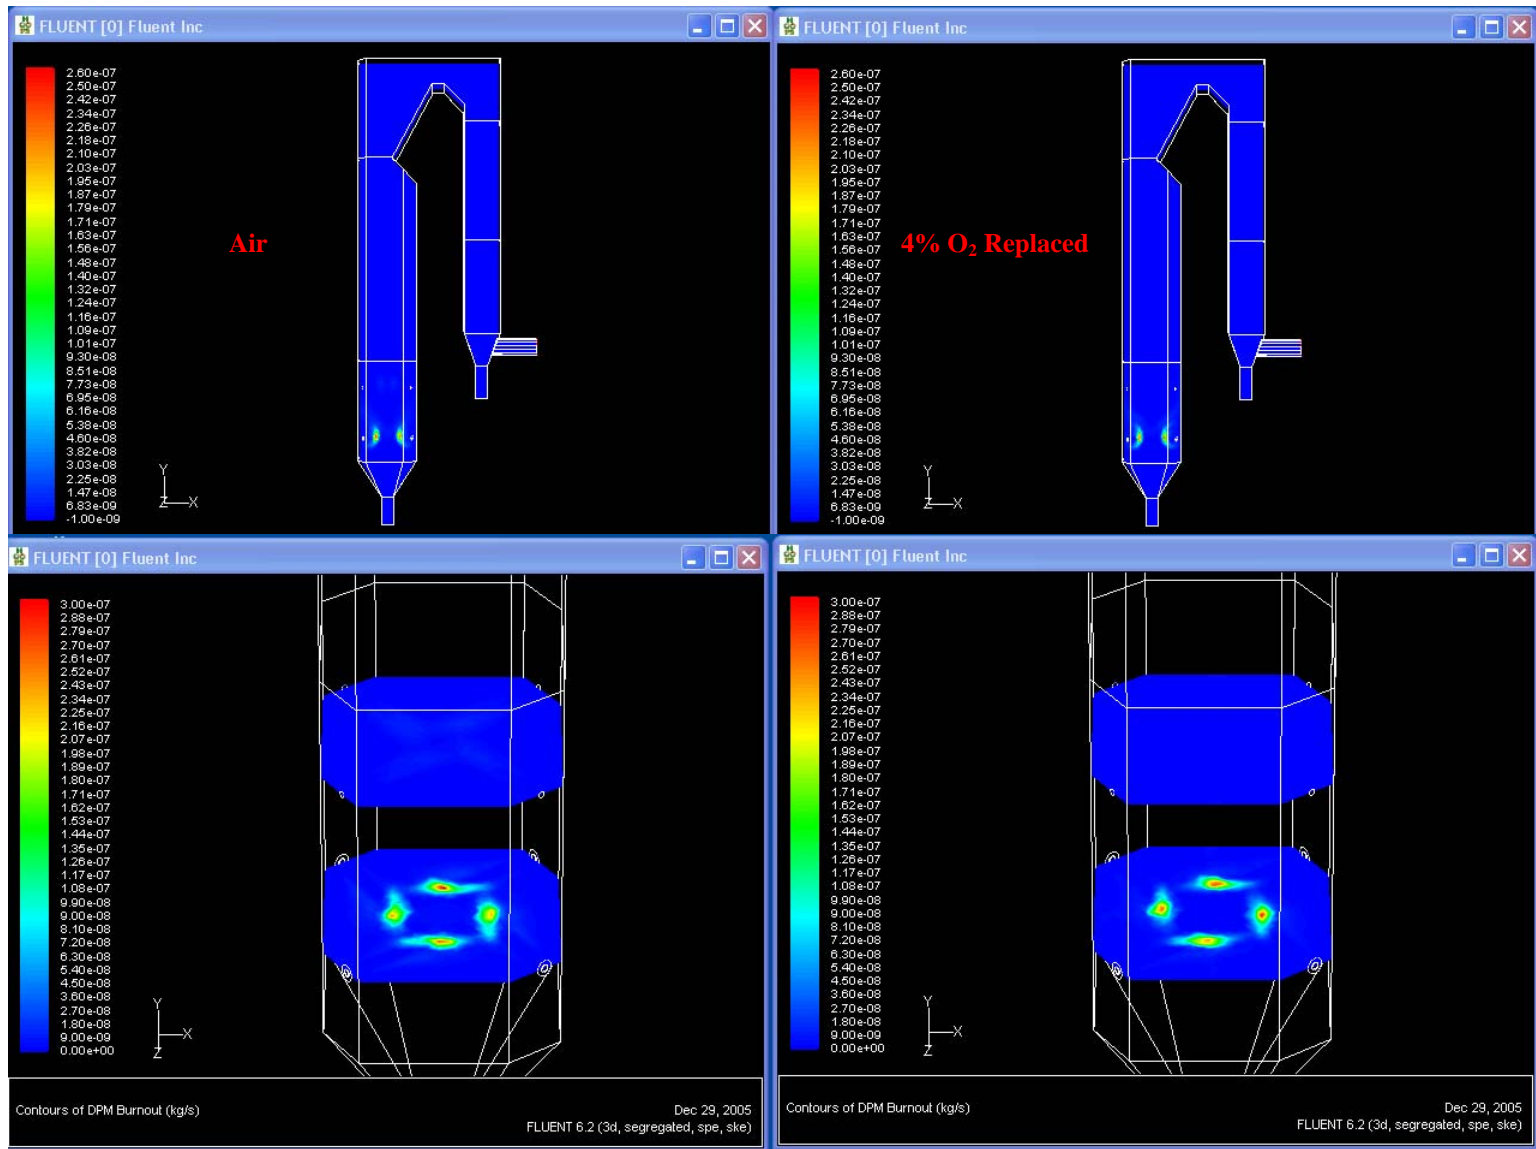 FLUENT [0] Fluent Inc
2.60e-07
2.50e-07
2.42e-07
2.34e-07
2.26e-07
2.18e-07
2.10e-07
2.03e-07
1.95e-07
1.87e-07
1.79e-07
1.71e-07
1.63e-07
1.56e-07
1.48e-07
1.40e-07
1.32e-07
1.24e-07
1.16e-07
1.09e-07
1.01e-07
9.30e-08
8.51e-08
7.73e-08
6.95e-08
6.16e-08
5.38e-08
4.60e-08
3.82e-08
3.03e-08
2.25e-08
1.47e-08
6.83e-09
-1.00e-09
Air
Y
Z X
FLUENT [0] Fluent Inc
2.60e-07
2.50e-07
2.42e-07
2.34e-07
2.26e-07
2.18e-07
2.10e-07
2.03e-07
1.95e-07
1.87e-07
1.79e-07
1.71e-07
1.63e-07
1.56e-07
1.48e-07
1.40e-07
1.32e-07
1.24e-07
1.16e-07
1.09e-07
1.01e-07
9.30e-08
8.51e-08
7.73e-08
6.95e-08
6.16e-08
5.38e-08
4.60e-08
3.82e-08
3.03e-08
2.25e-08
1.47e-08
6.83e-09
-1.00e-09
4% O₂ Replaced
Y
Z X
FLUENT [0] Fluent Inc
3.00e-07
2.88e-07
2.79e-07
2.70e-07
2.61e-07
2.52e-07
2.43e-07
2.34e-07
2.25e-07
2.16e-07
2.07e-07
1.98e-07
1.89e-07
1.80e-07
1.71e-07
1.62e-07
1.53e-07
1.44e-07
1.35e-07
1.26e-07
1.17e-07
1.08e-07
9.90e-08
9.00e-08
8.10e-08
7.20e-08
6.30e-08
5.40e-08
4.50e-08
3.60e-08
2.70e-08
1.80e-08
9.00e-09
0.00e+00
Y
X
Z
Contours of DPM Burnout (kg/s)
Dec 29, 2005
FLUENT 6.2 (3d, segregated, spe, ske)
FLUENT [0] Fluent Inc
3.00e-07
2.88e-07
2.79e-07
2.70e-07
2.61e-07
2.52e-07
2.43e-07
2.34e-07
2.25e-07
2.16e-07
2.07e-07
1.98e-07
1.89e-07
1.80e-07
1.71e-07
1.62e-07
1.53e-07
1.44e-07
1.35e-07
1.26e-07
1.17e-07
1.08e-07
9.90e-08
9.00e-08
8.10e-08
7.20e-08
6.30e-08
5.40e-08
4.50e-08
3.60e-08
2.70e-08
1.80e-08
9.00e-09
0.00e+00
Y
X
Z
Contours of DPM Burnout (kg/s)
Dec 29, 2005
FLUENT 6.2 (3d, segregated, spe, ske)